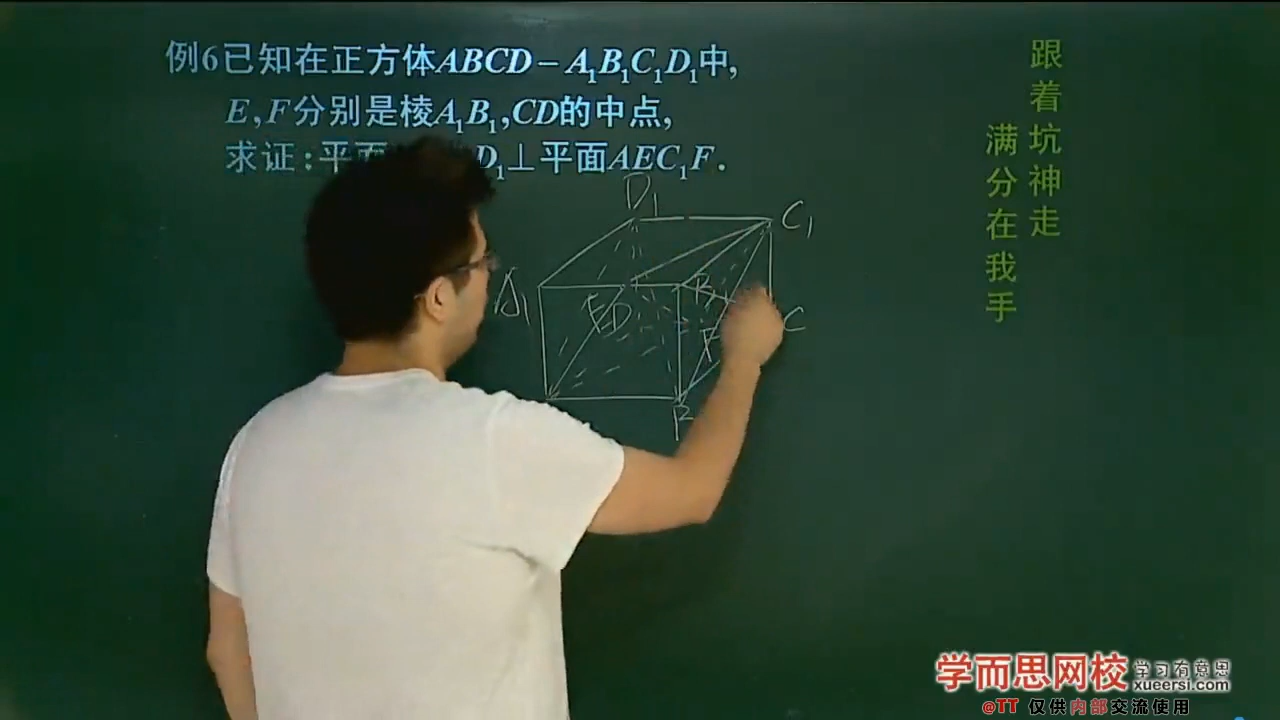 例6已知在正方体ABCD-A₁B₁C₁D₁中,
E,F分别是棱A₁B₁,CD的中点,
求证:平面 D₁⊥平面AEC₁F.
跟着坑神走
满分在我手
D₁
C₁
A₁
B₁
E
D
F
C
B
学而思网校
学习有意思
xueersi.com
@TT 仅供内部交流使用